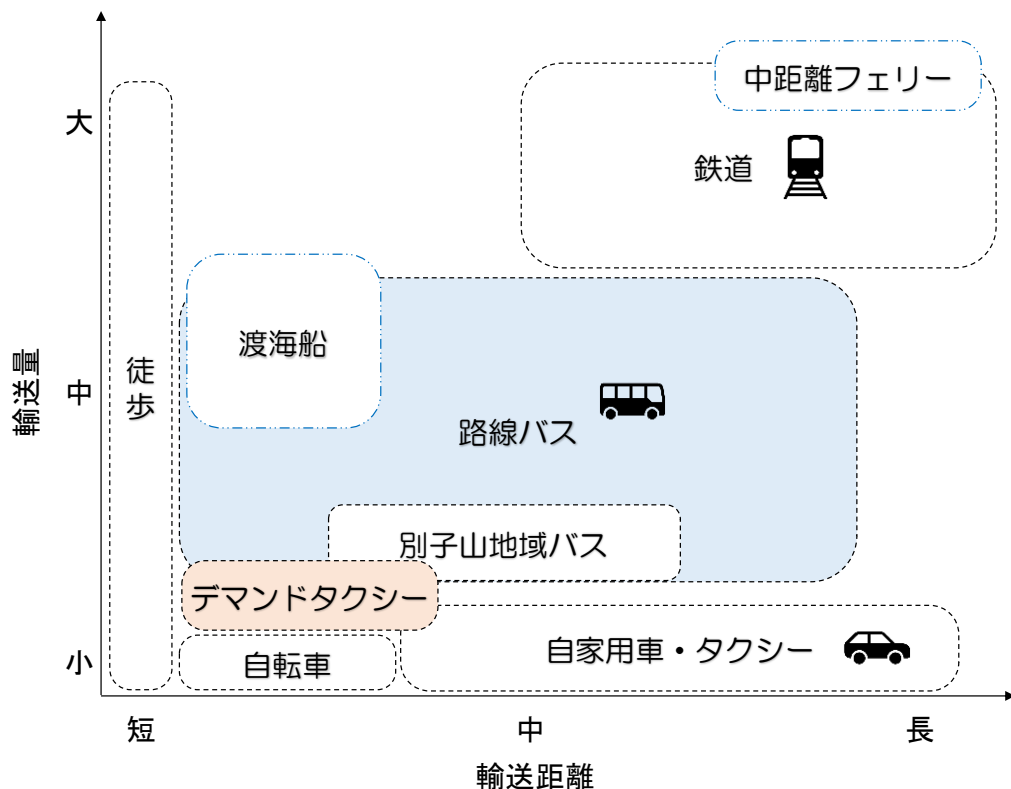 中距離フェリー
大
鉄道
渡海船
徒歩
輸送量
中
路線バス
別子山地域バス
デマンドタクシー
自家用車・タクシー
小
自転車
短
中
長
輸送距離